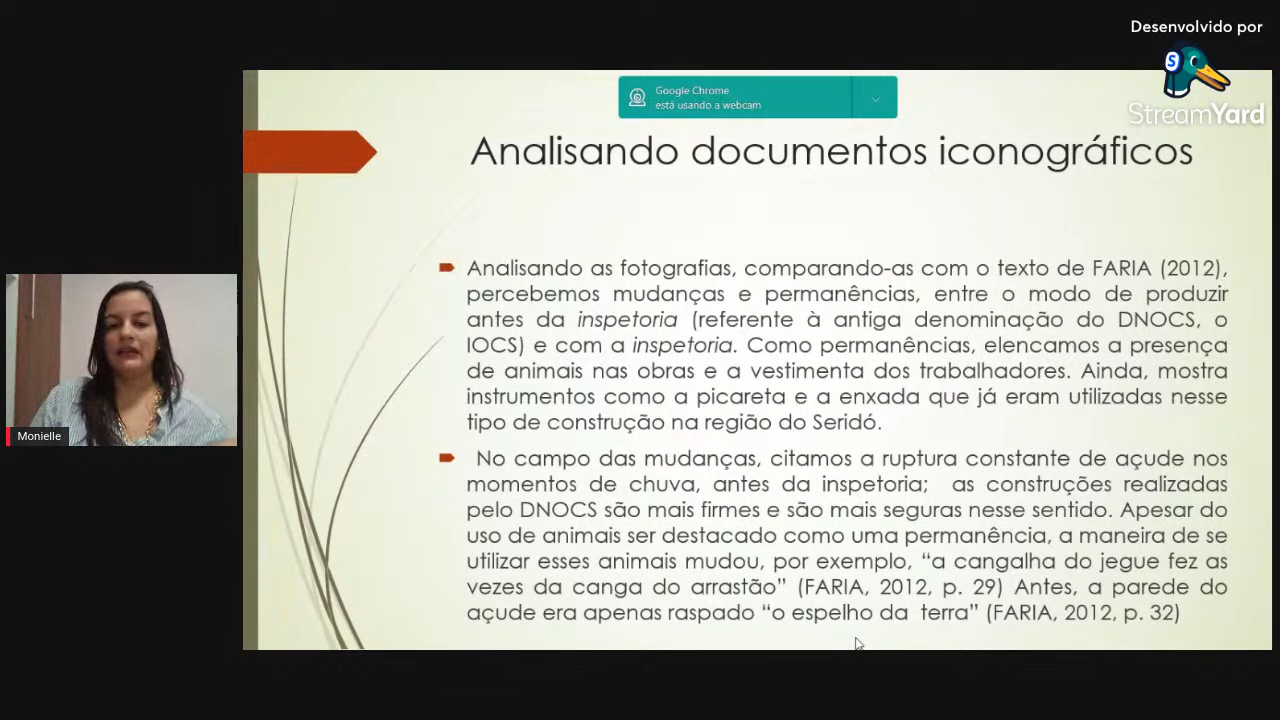 Desenvolvido por
StreamYard
Google Chrome
está usando a webcam
Analisando documentos iconográficos
Analisando as fotografias, comparando-as com o texto de FARIA (2012),
percebemos mudanças e permanências, entre o modo de produzir
antes da inspetoria (referente à antiga denominação do DNOCS, o
IOCS) e com a inspetoria. Como permanências, elencamos a presença
de animais nas obras e a vestimenta dos trabalhadores. Ainda, mostra
instrumentos como a picareta e a enxada que já eram utilizadas nesse
tipo de construção na região do Seridó.
No campo das mudanças, citamos a ruptura constante de açude nos
momentos de chuva, antes da inspetoria; as construções realizadas
pelo DNOCS são mais firmes e são mais seguras nesse sentido. Apesar do
uso de animais ser destacado como uma permanência, a maneira de se
utilizar esses animais mudou, por exemplo, “a cangalha do jegue fez as
vezes da canga do arrastão” (FARIA, 2012, p. 29) Antes, a parede do
açude era apenas raspado “o espelho da terra” (FARIA, 2012, p. 32)
Monielle